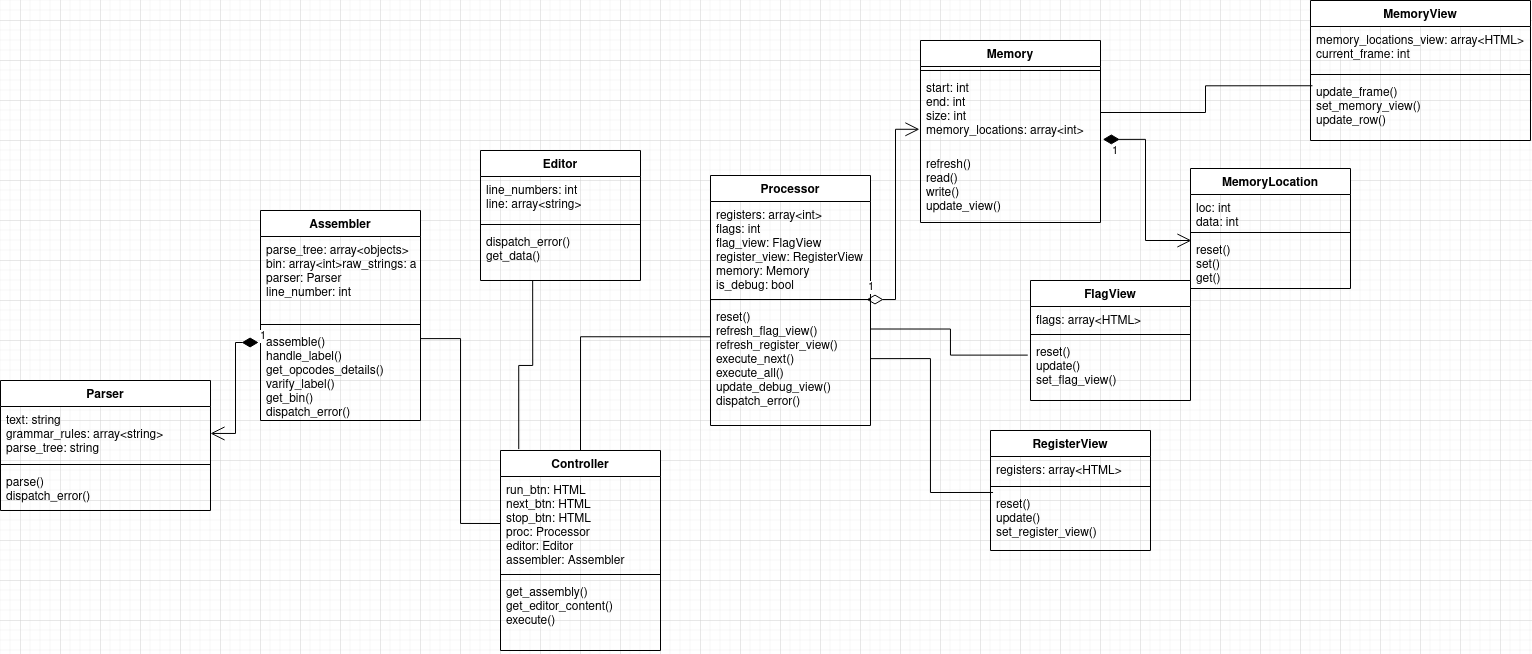 MemoryView
memory_locations_view: array<HTML>
current_frame: int
update_frame()
set_memory_view()
update_row()
Memory
start: int
end: int
size: int
memory_locations: array<int>
refresh()
read()
write()
update_view()
1
MemoryLocation
loc: int
data: int
reset()
set()
get()
Editor
line_numbers: int
line: array<string>
dispatch_error()
get_data()
Processor
registers: array<int>
flags: int
flag_view: FlagView
register_view: RegisterView
memory: Memory
is_debug: bool
1
reset()
refresh_flag_view()
refresh_register_view()
execute_next()
execute_all()
update_debug_view()
dispatch_error()
Assembler
parse_tree: array<objects>
bin: array<int>raw_strings: a
parser: Parser
line_number: int
1
assemble()
handle_label()
get_opcodes_details()
varify_label()
get_bin()
dispatch_error()
FlagView
flags: array<HTML>
reset()
update()
set_flag_view()
Parser
text: string
grammar_rules: array<string>
parse_tree: string
parse()
dispatch_error()
RegisterView
registers: array<HTML>
reset()
update()
set_register_view()
Controller
run_btn: HTML
next_btn: HTML
stop_btn: HTML
proc: Processor
editor: Editor
assembler: Assembler
get_assembly()
get_editor_content()
execute()